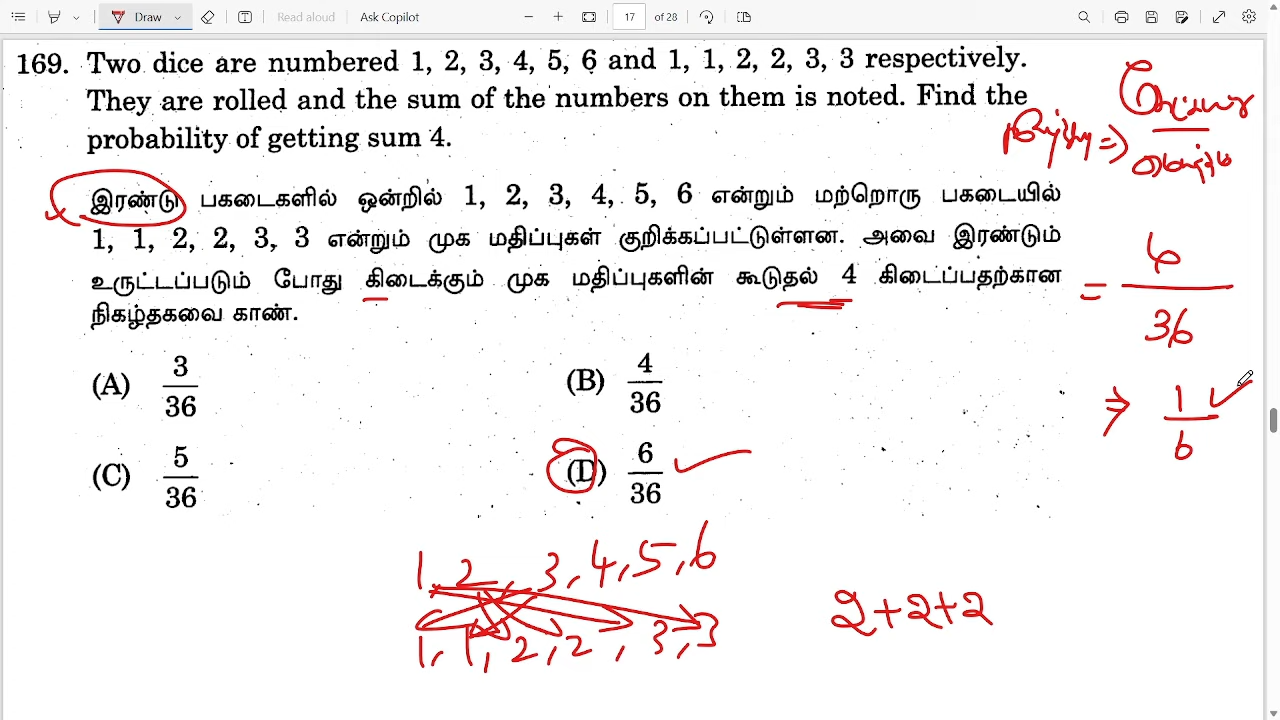 Draw
Read aloud
Ask Copilot
17 of 28
169. Two dice are numbered 1, 2, 3, 4, 5, 6 and 1, 1, 2, 2, 3, 3 respectively.
They are rolled and the sum of the numbers on them is noted. Find the
probability of getting sum 4.
இரண்டு பகடைகளில் ஒன்றில் 1, 2, 3, 4, 5, 6 என்றும் மற்றொரு பகடையில்
1, 1, 2, 2, 3, 3 என்றும் முக மதிப்புகள் குறிக்கப்பட்டுள்ளன. அவை இரண்டும்
உருட்டப்படும் போது கிடைக்கும் முக மதிப்புகளின் கூடுதல் 4 கிடைப்பதற்கான
நிகழ்தகவை காண்.
= 6/36
(A) 3/36 (B) 4/36
⇒ 1/6
(C) 5/36 (D) 6/36
1, 2, 3, 4, 5, 6
1, 1, 2, 2, 3, 3
2+2+2